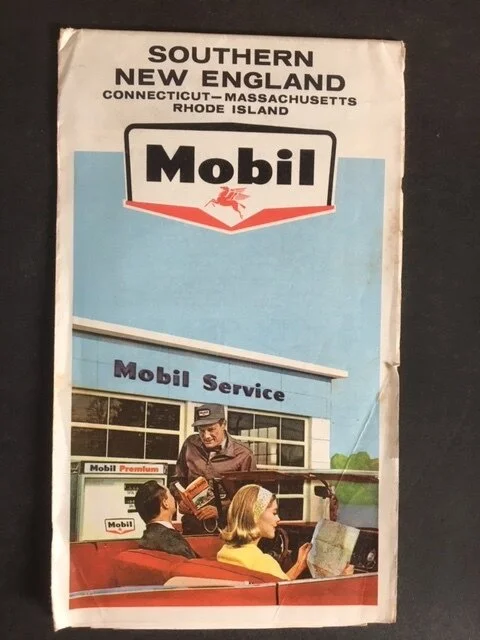 SOUTHERN
NEW ENGLAND
CONNECTICUT—MASSACHUSETTS
RHODE ISLAND
Mobil
Mobil Service
Mobil Premium
Mobil